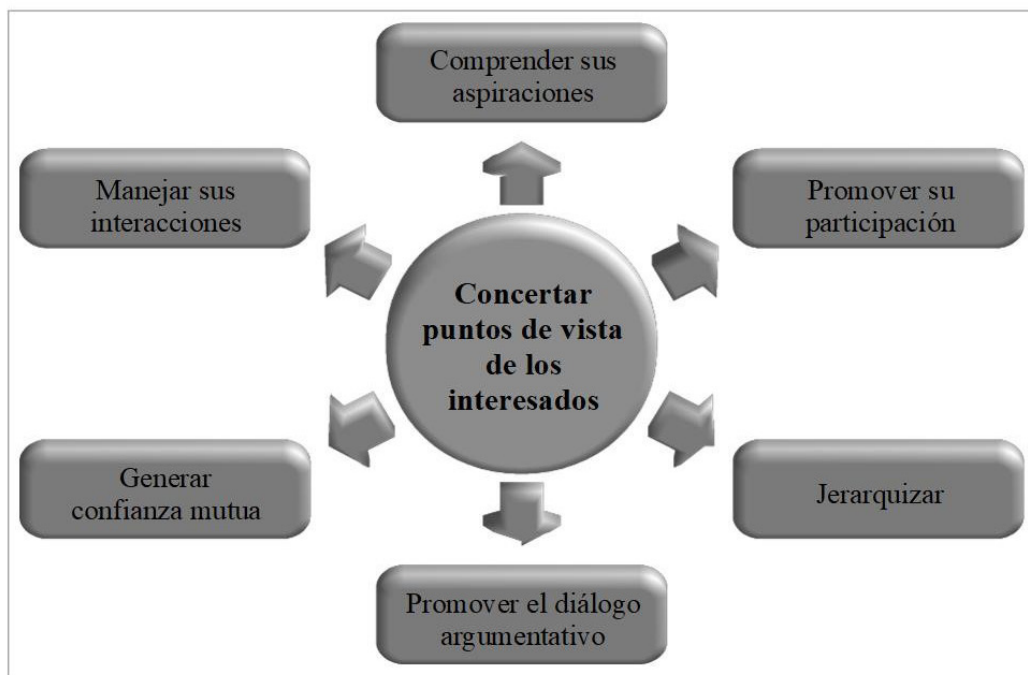 Comprender sus
aspiraciones
Manejar sus
interacciones
Promover su
participación
Concertar
puntos de vista
de los
interesados
Generar
confianza mutua
Jerarquizar
Promover el diálogo
argumentativo